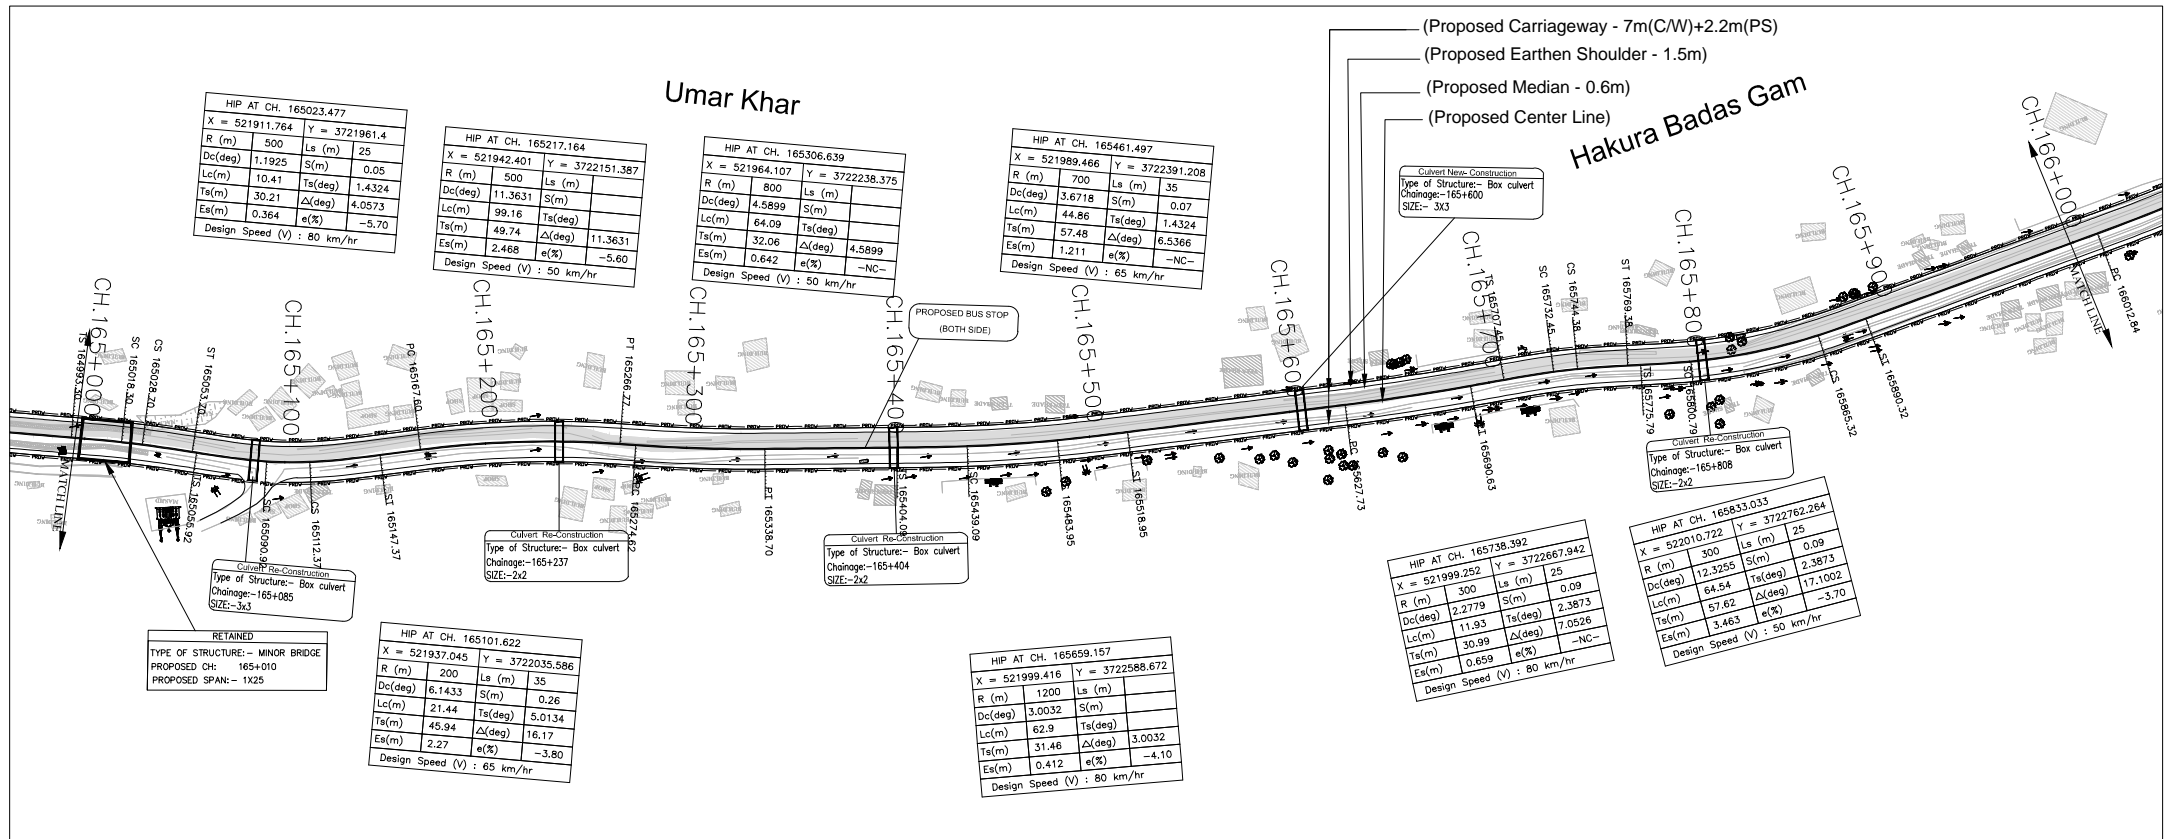 (Proposed Carriageway - 7m(C/W)+2.2m(PS)
(Proposed Earthen Shoulder - 1.5m)
(Proposed Median - 0.6m)
(Proposed Center Line)
Umar Khar
Hakura Badas Gam
HIP AT CH. 165023.477
X = 521911.764 Y = 3721961.4
R (m) 500 Ls (m) 25
Dc(deg) 1.1925 S(m) 0.05
Lc(m) 10.41 Ts(deg) 1.4324
Ts(m) 30.21 △(deg) 4.0573
Es(m) 0.364 e(%) -5.70
Design Speed (V) : 80 km/hr
HIP AT CH. 165217.164
X = 521942.401 Y = 3722151.387
R (m) 500 Ls (m)
Dc(deg) 11.3631 S(m)
Lc(m) 99.16 Ts(deg)
Ts(m) 49.74 △(deg) 11.3631
Es(m) 2.468 e(%) -5.60
Design Speed (V) : 50 km/hr
HIP AT CH. 165306.639
X = 521964.107 Y = 3722238.375
R (m) 800 Ls (m)
Dc(deg) 4.5899 S(m)
Lc(m) 64.09 Ts(deg)
Ts(m) 32.06 △(deg) 4.5899
Es(m) 0.642 e(%) -NC-
Design Speed (V) : 50 km/hr
HIP AT CH. 165461.497
X = 521989.466 Y = 3722391.208
R (m) 700 Ls (m) 35
Dc(deg) 3.6718 S(m) 0.07
Lc(m) 44.86 Ts(deg) 1.4324
Ts(m) 57.48 △(deg) 6.5366
Es(m) 1.211 e(%) -NC-
Design Speed (V) : 65 km/hr
Culvert New- Construction
Type of Structure:- Box culvert
Chainage:-165+600
SIZE:- 3X3
PROPOSED BUS STOP
(BOTH SIDE)
CH.165+000
CH.165+100
CH.165+200
CH.165+300
CH.165+400
CH.165+500
CH.165+600
CH.165+700
CH.165+800
CH.165+900
CH.166+000
TS 164993.30
SC 165018.30
CS 165028.70
ST 165053.70
PC 165167.60
PT 165266.77
TS 165707.45
SC 165732.45
CS 165744.38
ST 165769.38
PC 166012.84
MATCH LINE
MATCH LINE
TS 165055.92
SC 165090.92
CS 165112.37
ST 165147.37
PC 165274.62
PT 165338.70
TS 165404.09
SC 165439.09
CS 165483.95
ST 165518.95
PC 165627.73
PT 165690.63
TS 165775.79
SC 165800.79
CS 165865.32
ST 165890.32
MASJID
Culvert Re-Construction
Type of Structure:- Box culvert
Chainage:-165+085
SIZE:-3x3
Culvert Re-Construction
Type of Structure:- Box culvert
Chainage:-165+237
SIZE:-2x2
Culvert Re-Construction
Type of Structure:- Box culvert
Chainage:-165+404
SIZE:-2x2
Culvert Re-Construction
Type of Structure:- Box culvert
Chainage:-165+808
SIZE:-2x2
RETAINED
TYPE OF STRUCTURE:- MINOR BRIDGE
PROPOSED CH: 165+010
PROPOSED SPAN:- 1X25
HIP AT CH. 165101.622
X = 521937.045 Y = 3722035.586
R (m) 200 Ls (m) 35
Dc(deg) 6.1433 S(m) 0.26
Lc(m) 21.44 Ts(deg) 5.0134
Ts(m) 45.94 △(deg) 16.17
Es(m) 2.27 e(%) -3.80
Design Speed (V) : 65 km/hr
HIP AT CH. 165659.157
X = 521999.416 Y = 3722588.672
R (m) 1200 Ls (m)
Dc(deg) 3.0032 S(m)
Lc(m) 62.9 Ts(deg)
Ts(m) 31.46 △(deg) 3.0032
Es(m) 0.412 e(%) -4.10
Design Speed (V) : 80 km/hr
HIP AT CH. 165738.392
X = 521999.252 Y = 3722667.942
R (m) 300 Ls (m) 25
Dc(deg) 2.2779 S(m) 0.09
Lc(m) 11.93 Ts(deg) 2.3873
Ts(m) 30.99 △(deg) 7.0526
Es(m) 0.659 e(%) -NC-
Design Speed (V) : 80 km/hr
HIP AT CH. 165833.033
X = 522010.722 Y = 3722762.264
R (m) 300 Ls (m) 25
Dc(deg) 12.3255 S(m) 0.09
Lc(m) 64.54 Ts(deg) 2.3873
Ts(m) 57.62 △(deg) 17.1002
Es(m) 3.463 e(%) -3.70
Design Speed (V) : 50 km/hr